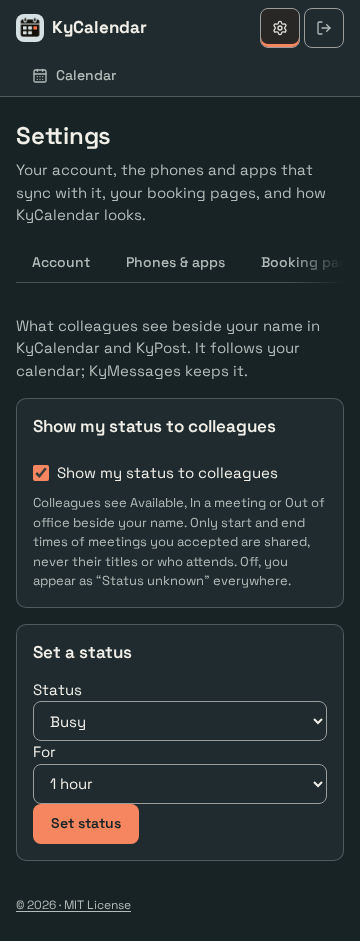 KyCalendar
Calendar
Settings
Your account, the phones and apps that
sync with it, your booking pages, and how
KyCalendar looks.
Account Phones & apps Booking
What colleagues see beside your name in
KyCalendar and KyPost. It follows your
calendar; KyMessages keeps it.
Show my status to colleagues
Show my status to colleagues
Colleagues see Available, In a meeting or Out of
office beside your name. Only start and end
times of meetings you accepted are shared,
never their titles or who attends. Off, you
appear as “Status unknown” everywhere.
Set a status
Status
Busy
For
1 hour
Set status
© 2026 · MIT License